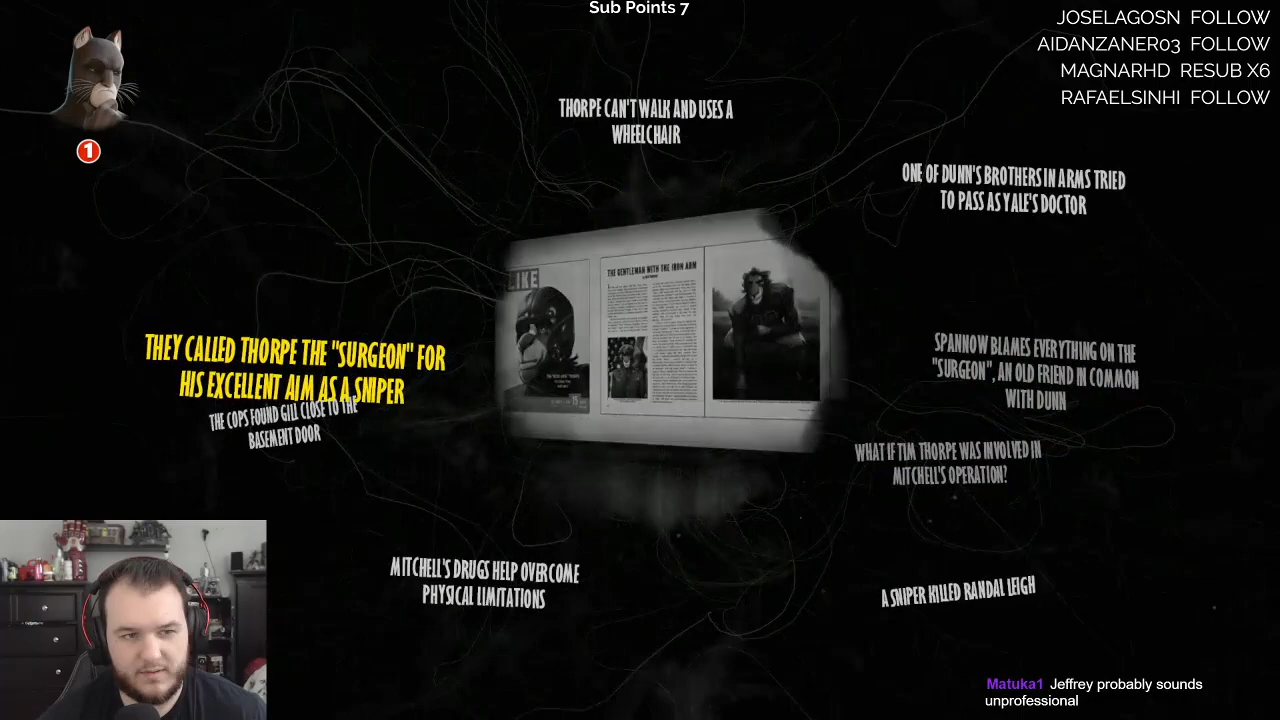 Sub Points 7
JOSELAGOSN FOLLOW
AIDANZANER03 FOLLOW
MAGNARHD RESUB X6
RAFAELSINHI FOLLOW
1
THORPE CAN'T WALK AND USES A
WHEELCHAIR
ONE OF DUNN'S BROTHERS IN ARMS TRIED
TO PASS AS YALE'S DOCTOR
THE GENTLEMAN WITH THE IRON ARM
THEY CALLED THORPE THE "SURGEON" FOR
HIS EXCELLENT AIM AS A SNIPER
THE COPS FOUND GILL CLOSE TO THE
BASEMENT DOOR
SPANNOW BLAMES EVERYTHING ON THE
"SURGEON", AN OLD FRIEND IN COMMON
WITH DUNN
WHAT IF TIM THORPE WAS INVOLVED IN
MITCHELL'S OPERATION?
MITCHELL'S DRUGS HELP OVERCOME
PHYSICAL LIMITATIONS
A SNIPER KILLED RANDAL LEIGH
Matuka1 Jeffrey probably sounds
unprofessional